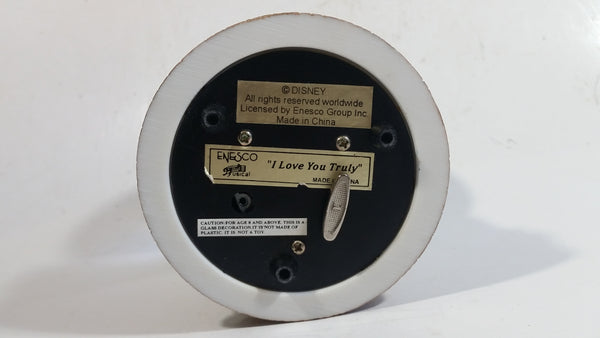 © DISNEY
All rights reserved worldwide
Licensed by Enesco Group Inc.
Made in China
ENESCO "I Love You Truly"
Musical
CAUTION:FOR AGE 8 AND ABOVE, THIS IS A
GLASS DECORATION.IT IS NOT MADE OF
PLASTIC. IT IS NOT A TOY.